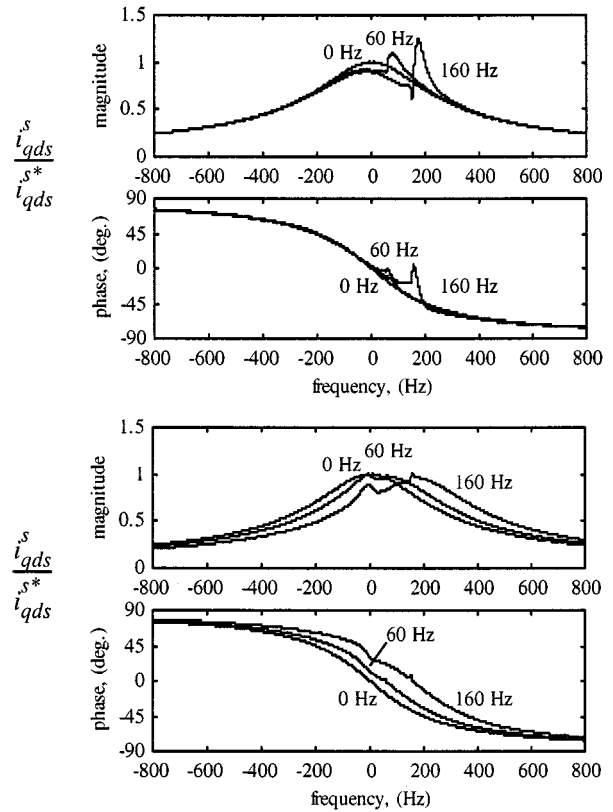 1.5
1
0.5
0
magnitude
0 Hz
60 Hz
160 Hz
-800 -600 -400 -200 0 200 400 600 800
i^s_qds
i^s*_qds
90
45
0
-45
-90
phase, (deg.)
60 Hz
0 Hz
160 Hz
-800 -600 -400 -200 0 200 400 600 800
frequency, (Hz)
1.5
1
0.5
0
magnitude
60 Hz
0 Hz
160 Hz
-800 -600 -400 -200 0 200 400 600 800
i^s_qds
i^s*_qds
90
45
0
-45
-90
phase, (deg.)
60 Hz
0 Hz
160 Hz
-800 -600 -400 -200 0 200 400 600 800
frequency, (Hz)